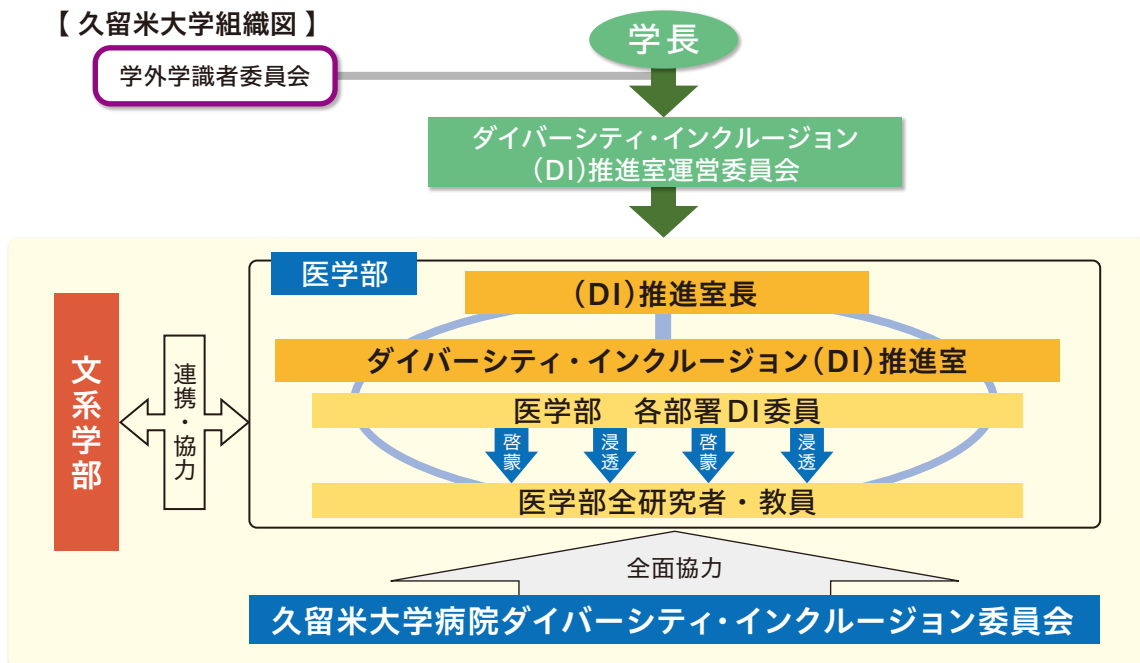 【 久留米大学組織図 】
学長
学外学識者委員会
ダイバーシティ・インクルージョン
(DI)推進室運営委員会
医学部
(DI)推進室長
ダイバーシティ・インクルージョン(DI)推進室
医学部　各部署DI委員
啓蒙
浸透
啓蒙
浸透
医学部全研究者・教員
文系学部
連携・協力
全面協力
久留米大学病院ダイバーシティ・インクルージョン委員会